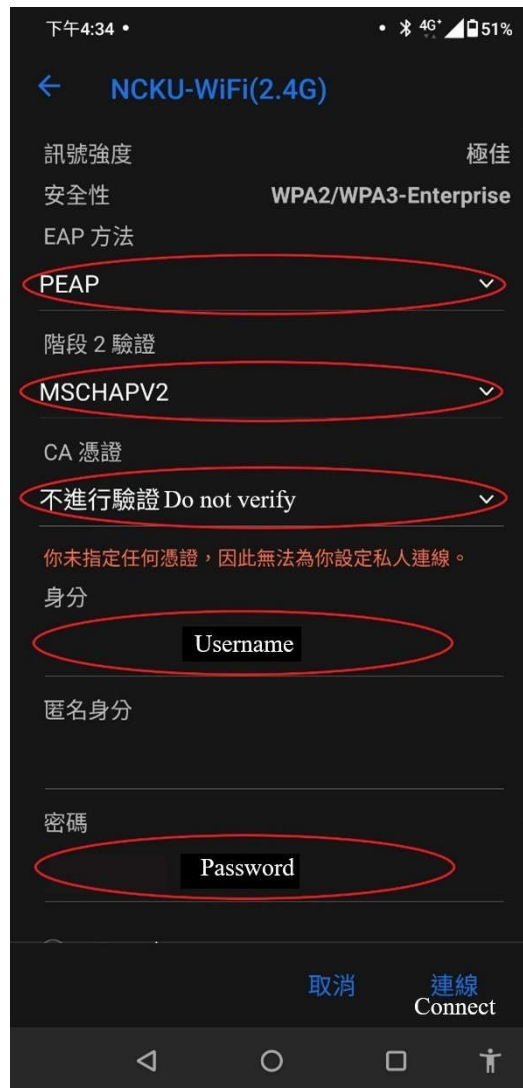 下午4:34
4G+ 51%
NCKU-WiFi(2.4G)
訊號強度 極佳
安全性 WPA2/WPA3-Enterprise
EAP 方法
PEAP
階段 2 驗證
MSCHAPV2
CA 憑證
不進行驗證 Do not verify
你未指定任何憑證，因此無法為你設定私人連線。
身分
Username
匿名身分
密碼
Password
取消 連線
Connect